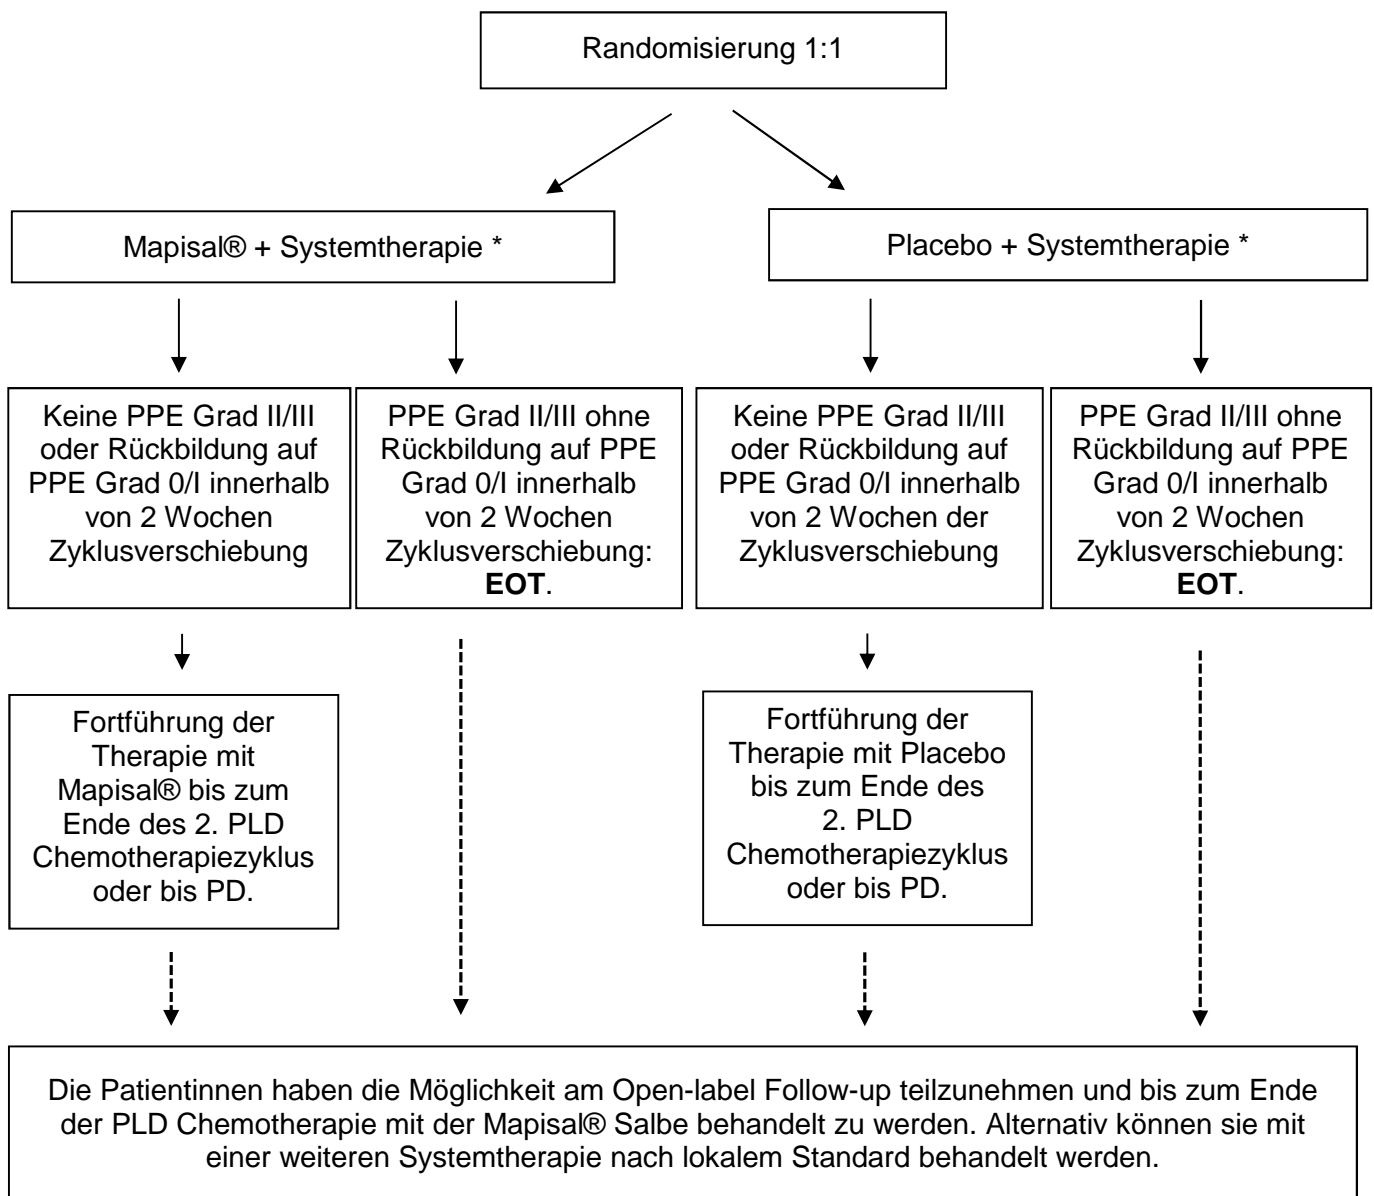 Randomisierung 1:1
Mapisal® + Systemtherapie *
Placebo + Systemtherapie *
Keine PPE Grad II/III
oder Rückbildung auf
PPE Grad 0/I innerhalb
von 2 Wochen
Zyklusverschiebung
PPE Grad II/III ohne
Rückbildung auf PPE
Grad 0/I innerhalb
von 2 Wochen
Zyklusverschiebung:
EOT.
Keine PPE Grad II/III
oder Rückbildung auf
PPE Grad 0/I innerhalb
von 2 Wochen der
Zyklusverschiebung
PPE Grad II/III ohne
Rückbildung auf PPE
Grad 0/I innerhalb
von 2 Wochen
Zyklusverschiebung:
EOT.
Fortführung der
Therapie mit
Mapisal® bis zum
Ende des 2. PLD
Chemotherapiezyklus
oder bis PD.
Fortführung der
Therapie mit Placebo
bis zum Ende des
2. PLD
Chemotherapiezyklus
oder bis PD.
Die Patientinnen haben die Möglichkeit am Open-label Follow-up teilzunehmen und bis zum Ende
der PLD Chemotherapie mit der Mapisal® Salbe behandelt zu werden. Alternativ können sie mit
einer weiteren Systemtherapie nach lokalem Standard behandelt werden.